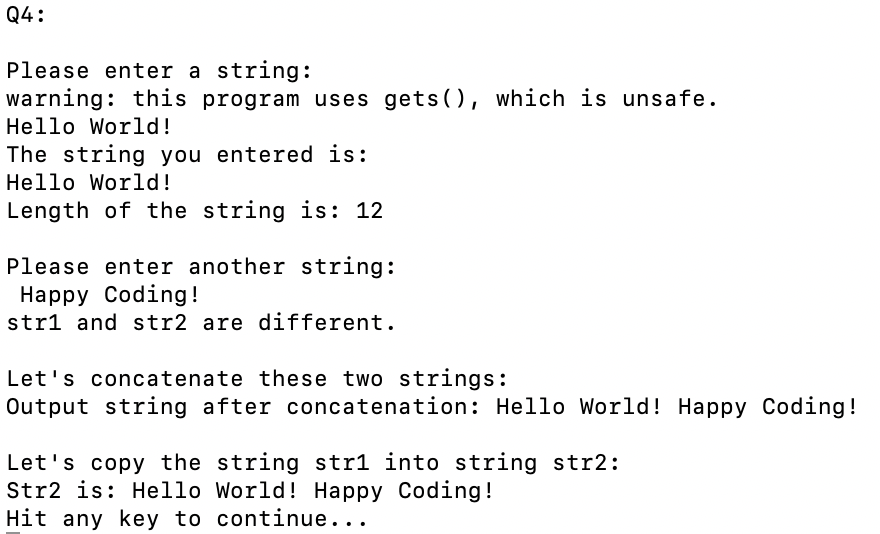 Q4:
Please enter a string:
warning: this program uses gets(), which is unsafe.
Hello World!
The string you entered is:
Hello World!
Length of the string is: 12
Please enter another string:
 Happy Coding!
str1 and str2 are different.
Let's concatenate these two strings:
Output string after concatenation: Hello World! Happy Coding!
Let's copy the string str1 into string str2:
Str2 is: Hello World! Happy Coding!
Hit any key to continue...